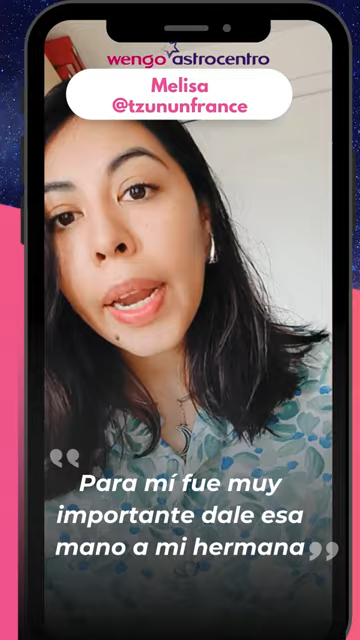 wengo astrocentro
Melisa
@tzununfrance
“Para mí fue muy
importante dale esa
mano a mi hermana”